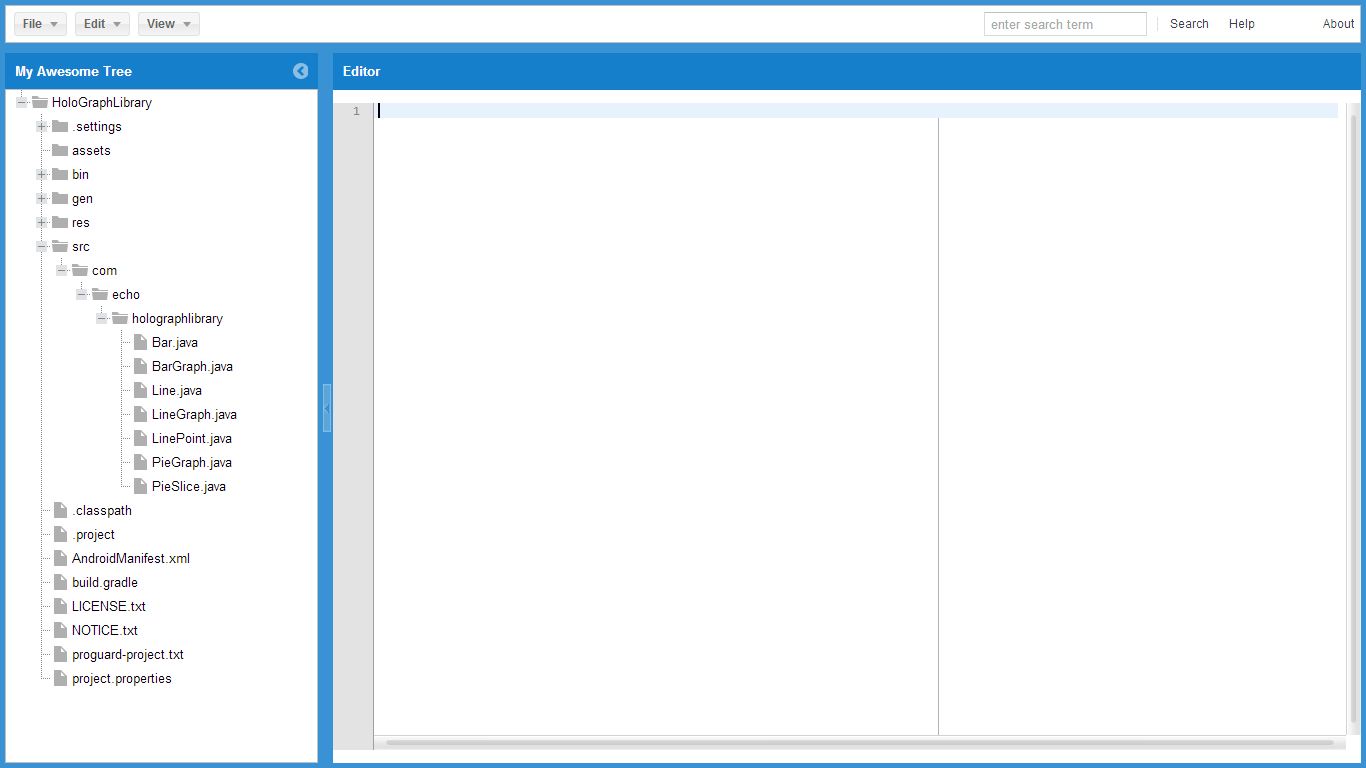 File Edit View enter search term Search Help About
My Awesome Tree
Editor
HoloGraphLibrary
1
.settings
assets
bin
gen
res
src
com
echo
holographlibrary
Bar.java
BarGraph.java
Line.java
LineGraph.java
LinePoint.java
PieGraph.java
PieSlice.java
.classpath
.project
AndroidManifest.xml
build.gradle
LICENSE.txt
NOTICE.txt
proguard-project.txt
project.properties